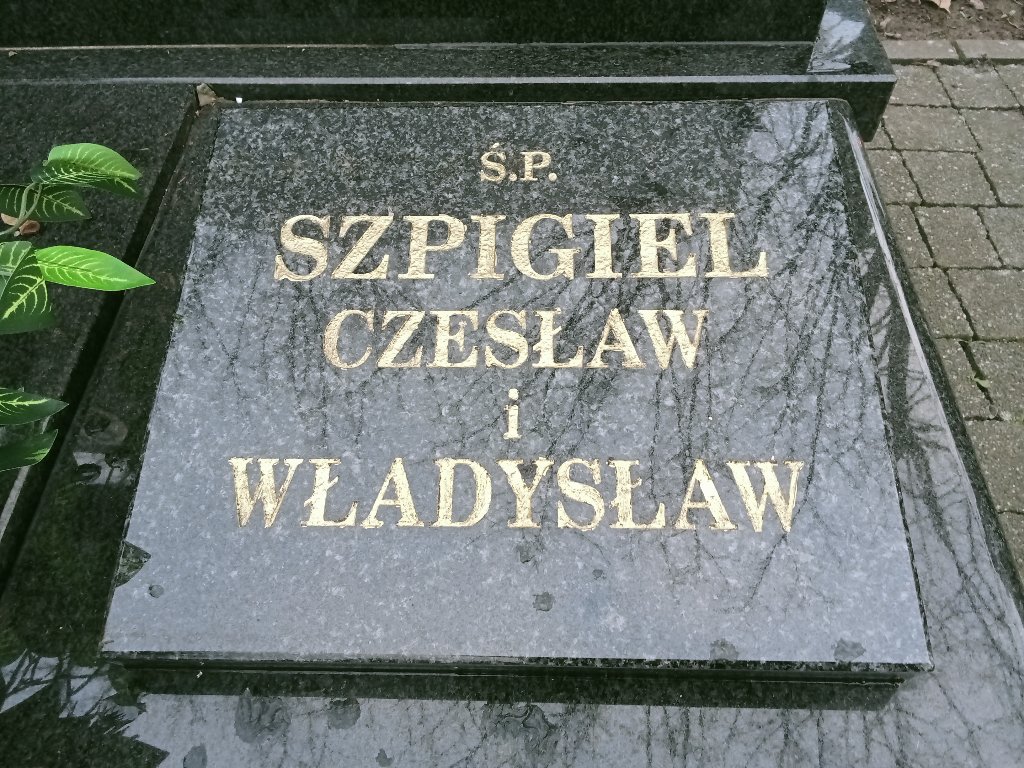 Ś.P.
SZPIGIEL
CZESŁAW
i
WŁADYSŁAW